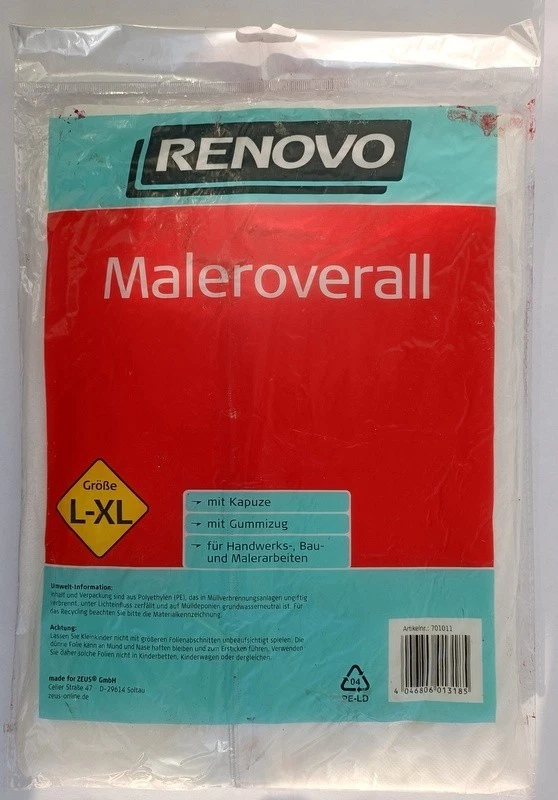 RENOVO
Maleroverall
Größe
L-XL
mit Kapuze
mit Gummizug
für Handwerks-, Bau-
und Malerarbeiten
Umwelt-Information:
Inhalt und Verpackung sind aus Polyethylen (PE), das in Müllverbrennungsanlagen ungiftig
verbrennt, unter Lichteinfluss zerfällt und auf Mülldeponien grundwasserneutral ist. Für
das Recycling beachten Sie bitte die Materialkennzeichnung.
Achtung:
Lassen Sie Kleinkinder nicht mit größeren Folienabschnitten unbeaufsichtigt spielen. Die
dünne Folie kann an Mund und Nase haften bleiben und zum Ersticken führen. Verwenden
Sie daher solche Folien nicht in Kinderbetten, Kinderwagen oder dergleichen.
made for ZEUS® GmbH
Celler Straße 47 · D-29614 Soltau
zeus-online.de
Artikelnr.: 701011
04
PE-LD
4 046806 013185